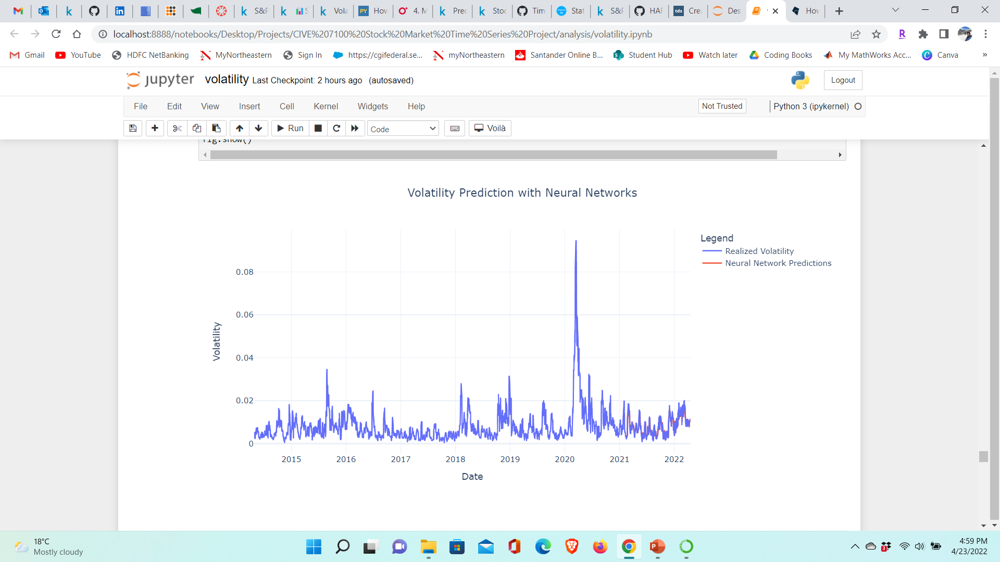 S&P
S
Vola
How
4. M
Prec
Stoc
Tim
Stat
S&P
HAR
Crea
Des
How
localhost:8888/notebooks/Desktop/Projects/CIVE%207100%20Stock%20Market%20Time%20Series%20Project/analysis/volatility.ipynb
Gmail YouTube HDFC NetBanking MyNortheastern Sign In https://cgifederal.se... myNortheastern Santander Online B... Student Hub Watch later Coding Books My MathWorks Acc... Canva »
jupyter volatility Last Checkpoint: 2 hours ago (autosaved) Logout
File Edit View Insert Cell Kernel Widgets Help Not Trusted Python 3 (ipykernel)
Run Code Voilà
fig.show()
Volatility Prediction with Neural Networks
Legend
Realized Volatility
Neural Network Predictions
0.08
0.06
0.04
0.02
0
Volatility
2015 2016 2017 2018 2019 2020 2021 2022
Date
18°C
Mostly cloudy
3
4:59 PM
4/23/2022